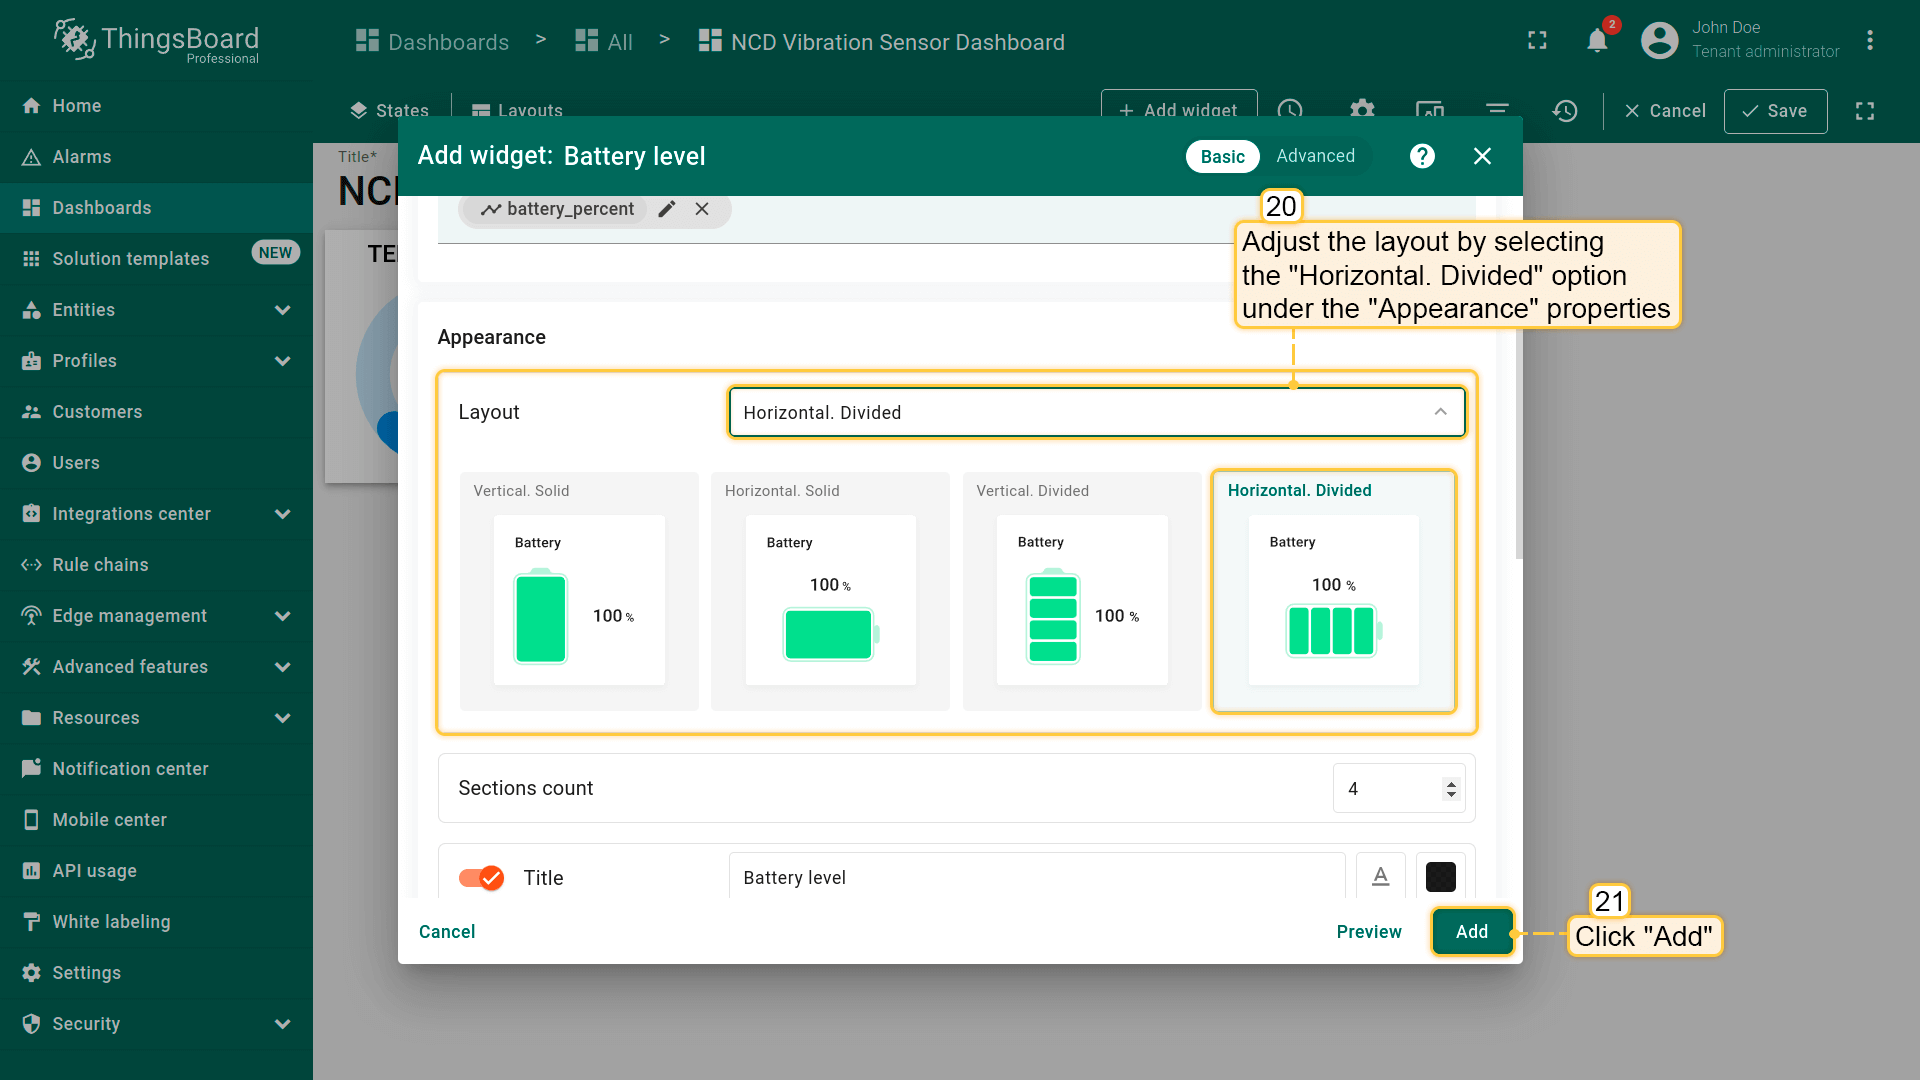 ThingsBoard
Professional
Dashboards > All > NCD Vibration Sensor Dashboard
2
John Doe
Tenant administrator
Home
Alarms
Dashboards
Solution templates
NEW
Entities
Profiles
Customers
Users
Integrations center
Rule chains
Edge management
Advanced features
Resources
Notification center
Mobile center
API usage
White labeling
Settings
Security
States
Layouts
+ Add widget
Cancel
Save
Title*
NCD
TE
Add widget: Battery level
Basic
Advanced
?
battery_percent
20
Adjust the layout by selecting
the "Horizontal. Divided" option
under the "Appearance" properties
Appearance
Layout
Horizontal. Divided
Vertical. Solid
Battery
100 %
Horizontal. Solid
Battery
100 %
Vertical. Divided
Battery
100 %
Horizontal. Divided
Battery
100 %
Sections count
4
Title
Battery level
A
Cancel
Preview
Add
21
Click "Add"